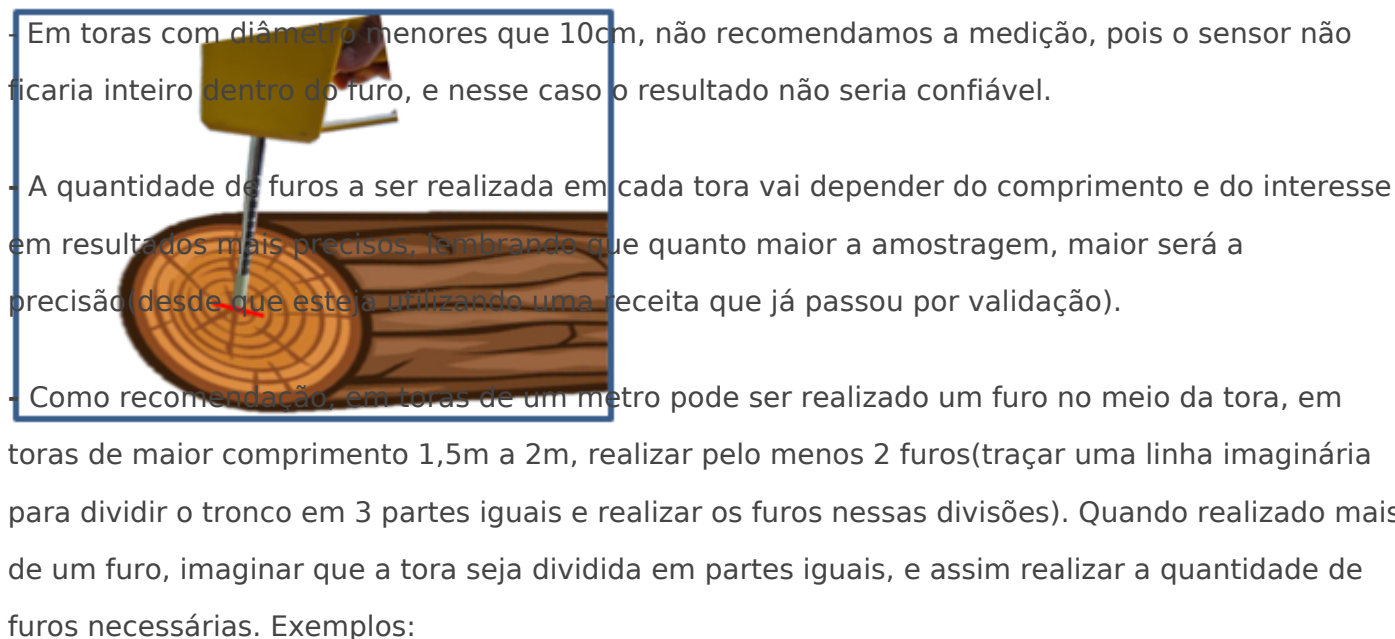 - Em toras com diâmetro menores que 10cm, não recomendamos a medição, pois o sensor não
ficaria inteiro dentro do furo, e nesse caso o resultado não seria confiável.
- A quantidade de furos a ser realizada em cada tora vai depender do comprimento e do interesse
em resultados mais precisos, lembrando que quanto maior a amostragem, maior será a
precisão(desde que esteja utilizando uma receita que já passou por validação).
- Como recomendação, em toras de um metro pode ser realizado um furo no meio da tora, em
toras de maior comprimento 1,5m a 2m, realizar pelo menos 2 furos(traçar uma linha imaginária
para dividir o tronco em 3 partes iguais e realizar os furos nessas divisões). Quando realizado mais
de um furo, imaginar que a tora seja dividida em partes iguais, e assim realizar a quantidade de
furos necessárias. Exemplos: